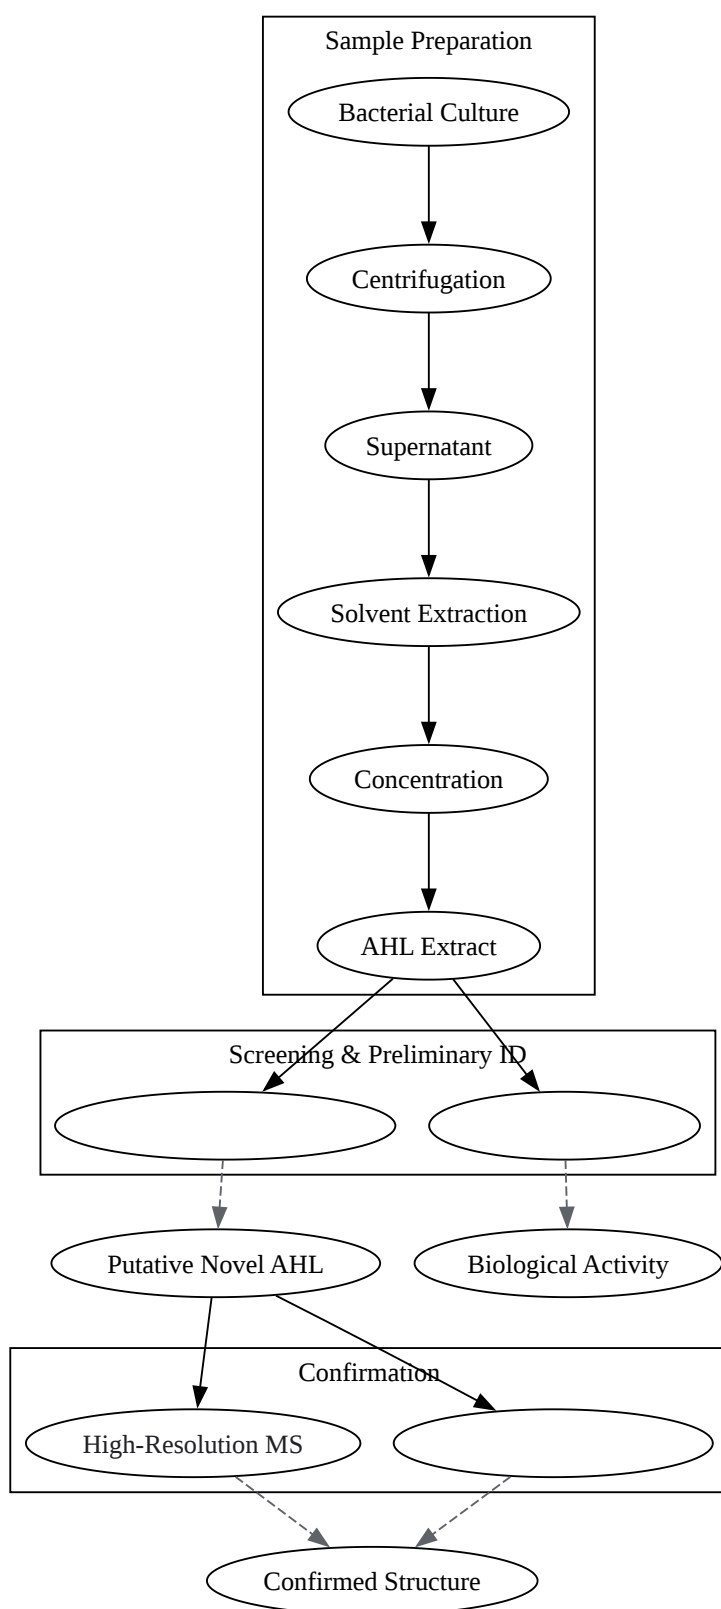 Sample Preparation
Bacterial Culture
Centrifugation
Supernatant
Solvent Extraction
Concentration
AHL Extract
Screening & Preliminary ID
Putative Novel AHL
Biological Activity
Confirmation
High-Resolution MS
Confirmed Structure